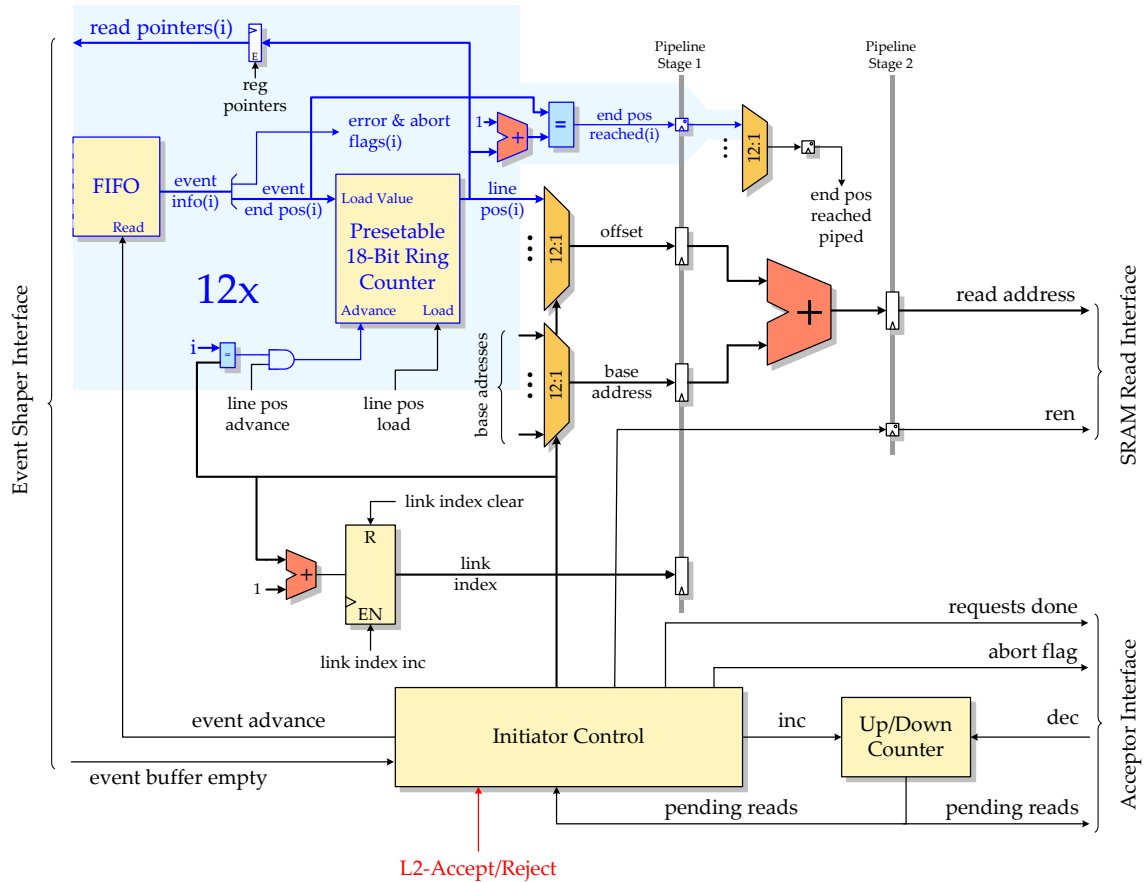 read pointers(i)
E
reg
pointers
Pipeline
Stage 1
Pipeline
Stage 2
error & abort
flags(i)
1
+
=
end pos
reached(i)
12:1
end pos
reached
piped
FIFO
Read
event
info(i)
event
end pos(i)
Load Value
Presetable
18-Bit Ring
Counter
Advance
Load
line
pos(i)
12:1
offset
12x
i
=
line pos
advance
line pos
load
base adresses
12:1
base
address
+
read address
ren
SRAM Read Interface
Event Shaper Interface
link index clear
1
+
R
EN
link
index
link index inc
requests done
abort flag
event advance
Initiator Control
inc
Up/Down
Counter
dec
event buffer empty
pending reads
pending reads
Acceptor Interface
L2-Accept/Reject